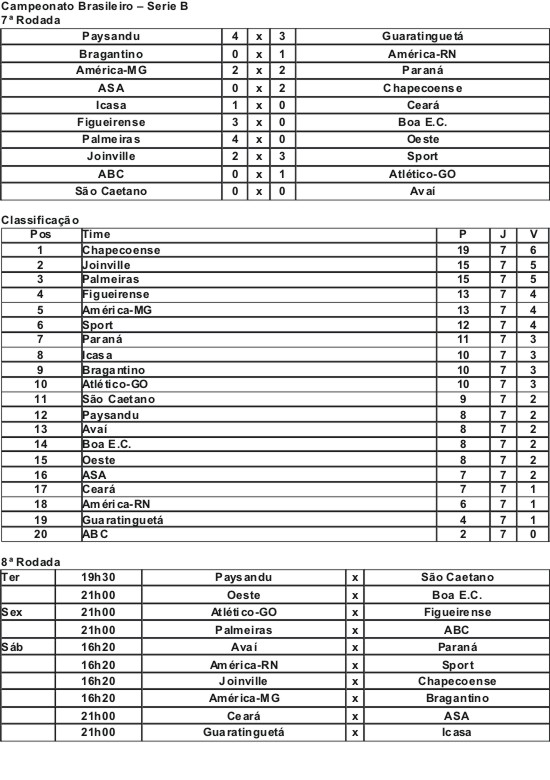 Campeonato Brasileiro – Serie B
7ª Rodada
Paysandu 4 x 3 Guaratinguetá
Bragantino 0 x 1 América-RN
América-MG 2 x 2 Paraná
ASA 0 x 2 Chapecoense
Icasa 1 x 0 Ceará
Figueirense 3 x 0 Boa E.C.
Palmeiras 4 x 0 Oeste
Joinville 2 x 3 Sport
ABC 0 x 1 Atlético-GO
São Caetano 0 x 0 Avaí
Classificação
Pos Time P J V
1 Chapecoense 19 7 6
2 Joinville 15 7 5
3 Palmeiras 15 7 5
4 Figueirense 13 7 4
5 América-MG 13 7 4
6 Sport 12 7 4
7 Paraná 11 7 3
8 Icasa 10 7 3
9 Bragantino 10 7 3
10 Atlético-GO 10 7 3
11 São Caetano 9 7 2
12 Paysandu 8 7 2
13 Avaí 8 7 2
14 Boa E.C. 8 7 2
15 Oeste 8 7 2
16 ASA 7 7 2
17 Ceará 7 7 1
18 América-RN 6 7 1
19 Guaratinguetá 4 7 1
20 ABC 2 7 0
8ª Rodada
Ter 19h30 Paysandu x São Caetano
21h00 Oeste x Boa E.C.
Sex 21h00 Atlético-GO x Figueirense
21h00 Palmeiras x ABC
Sáb 16h20 Avaí x Paraná
16h20 América-RN x Sport
16h20 Joinville x Chapecoense
16h20 América-MG x Bragantino
21h00 Ceará x ASA
21h00 Guaratinguetá x Icasa